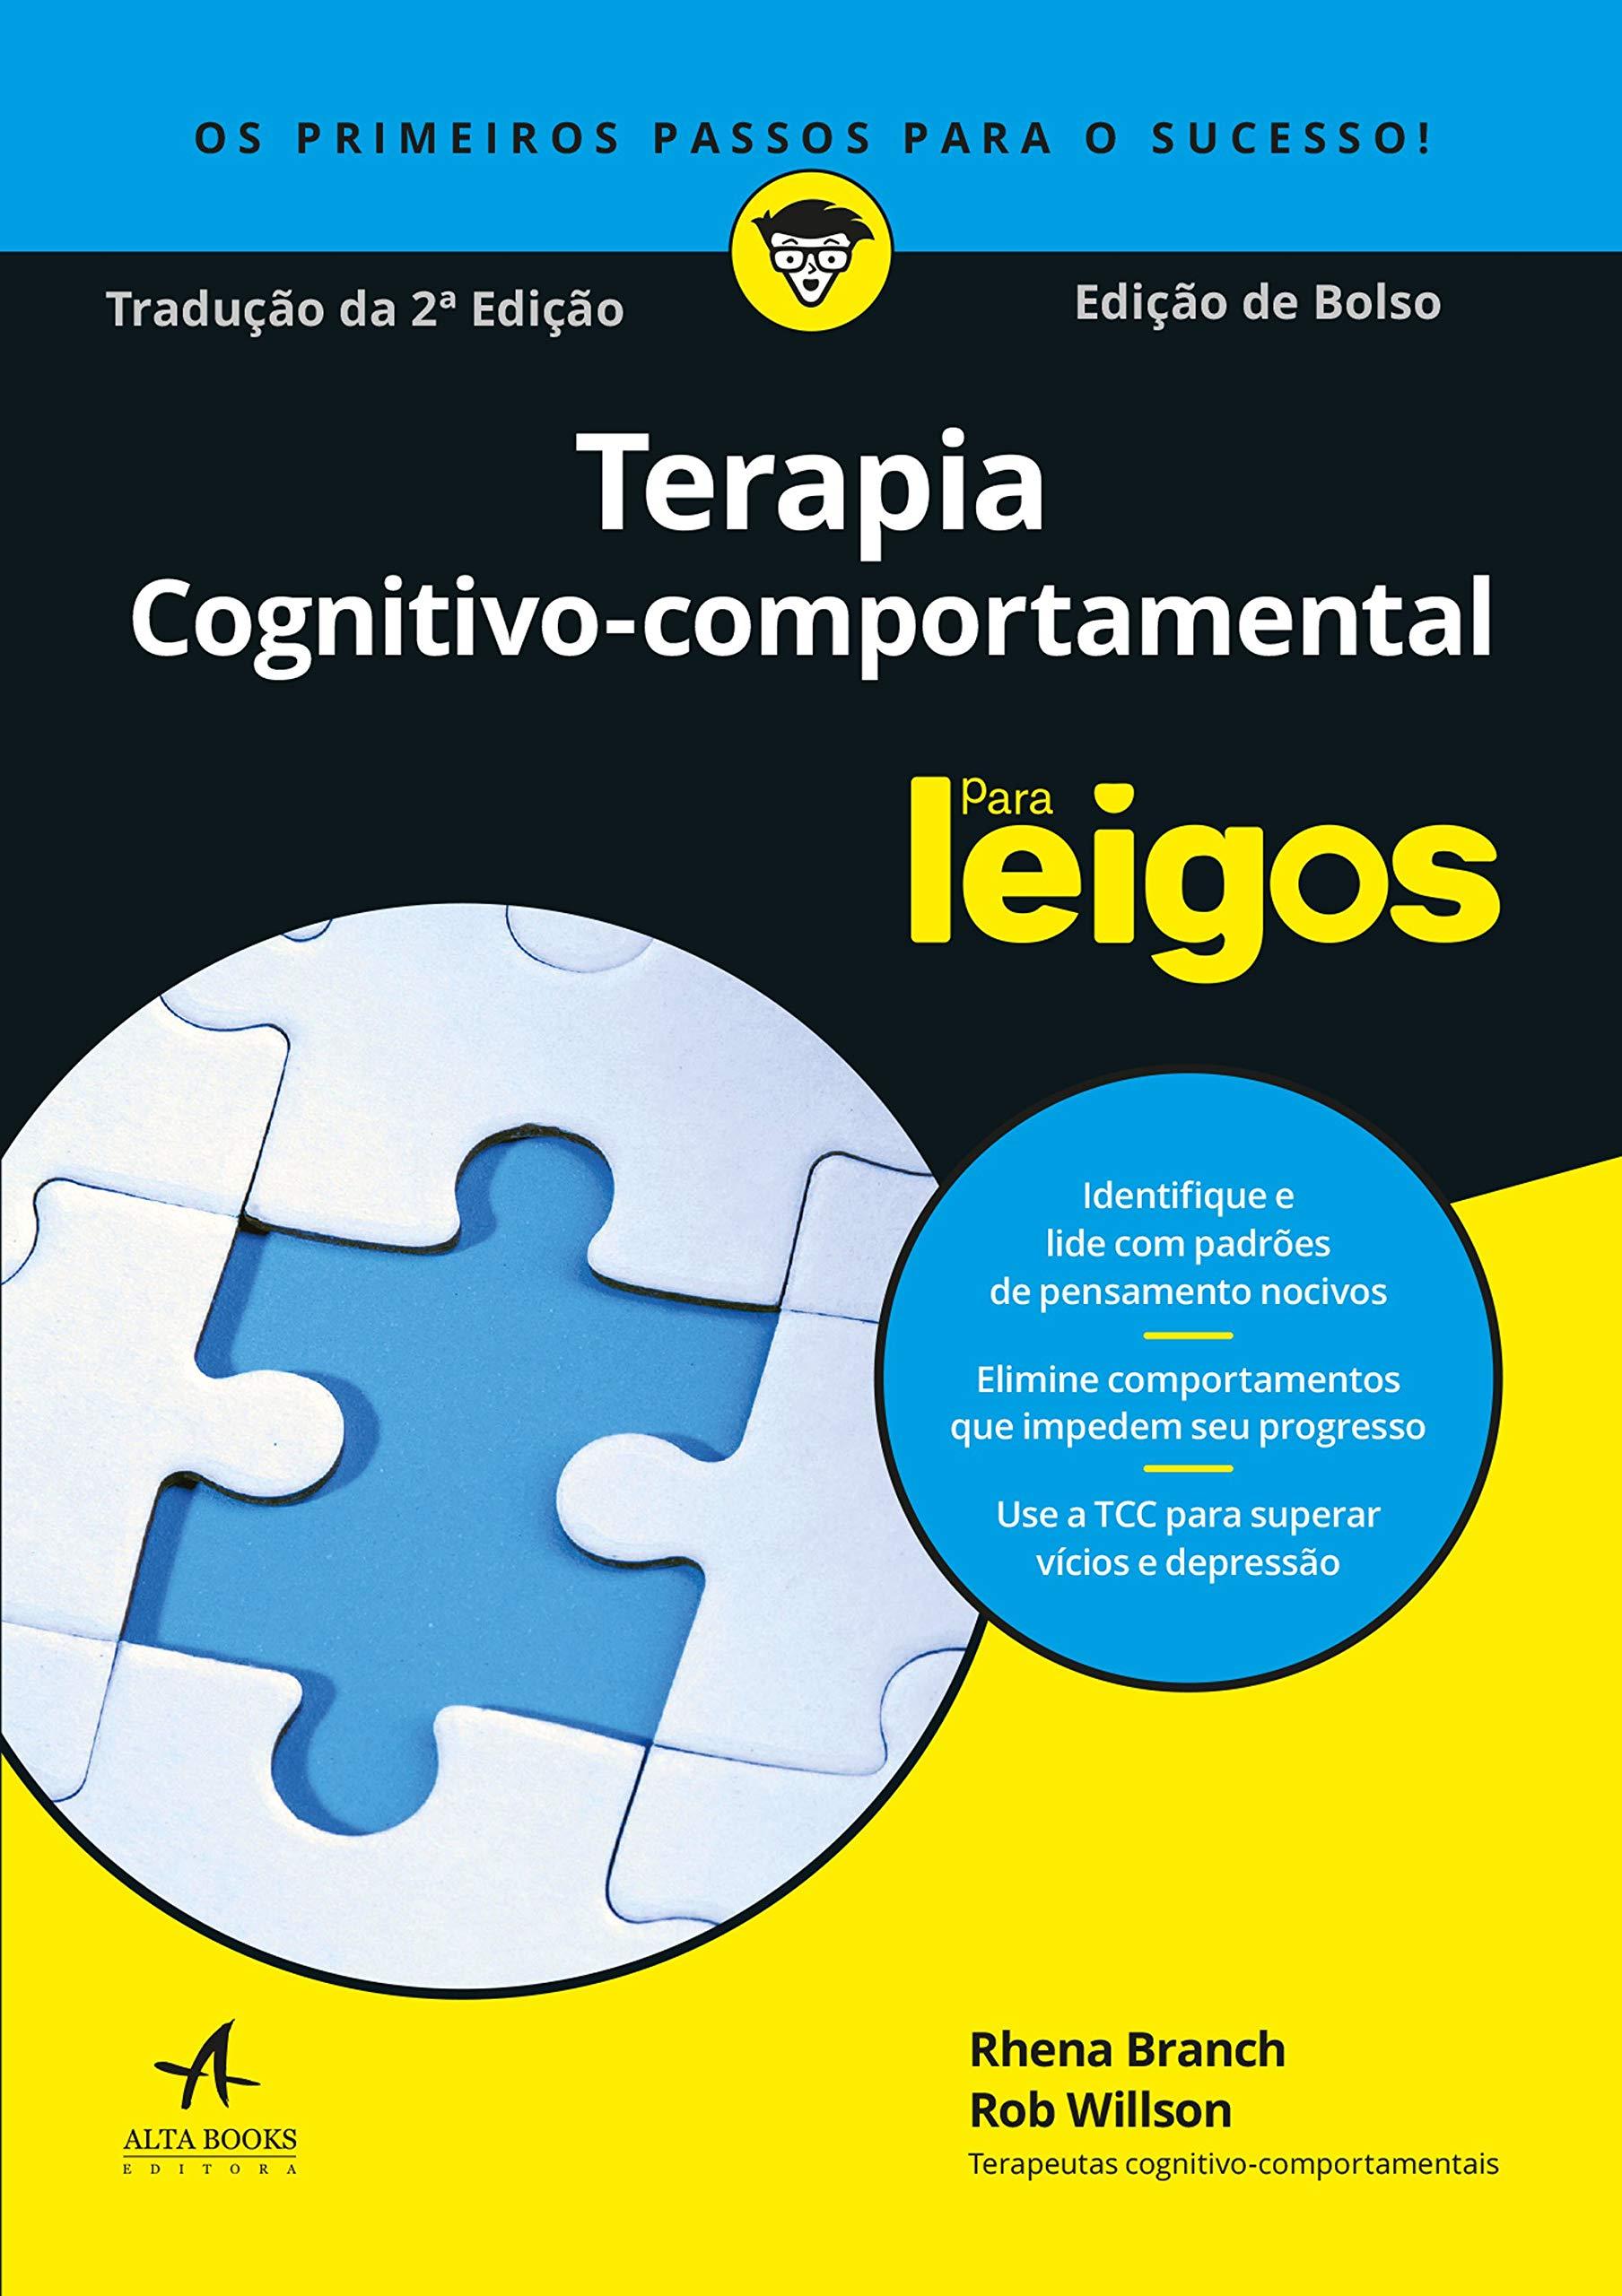 OS PRIMEIROS PASSOS PARA O SUCESSO!
Tradução da 2ª Edição
Edição de Bolso
Terapia
Cognitivo-comportamental
para
leigos
Identifique e
lide com padrões
de pensamento nocivos
Elimine comportamentos
que impedem seu progresso
Use a TCC para superar
vícios e depressão
Rhena Branch
Rob Willson
Terapeutas cognitivo-comportamentais
ALTA BOOKS
EDITORA